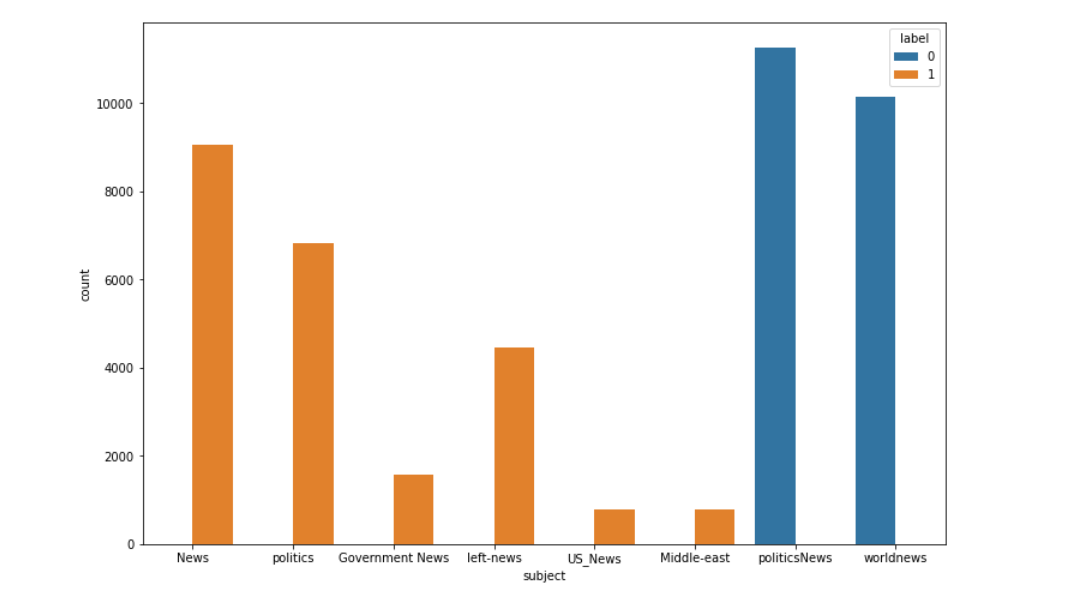 label
0
1
10000
8000
6000
4000
2000
0
count
News politics Government News left-news US_News Middle-east politicsNews worldnews
subject